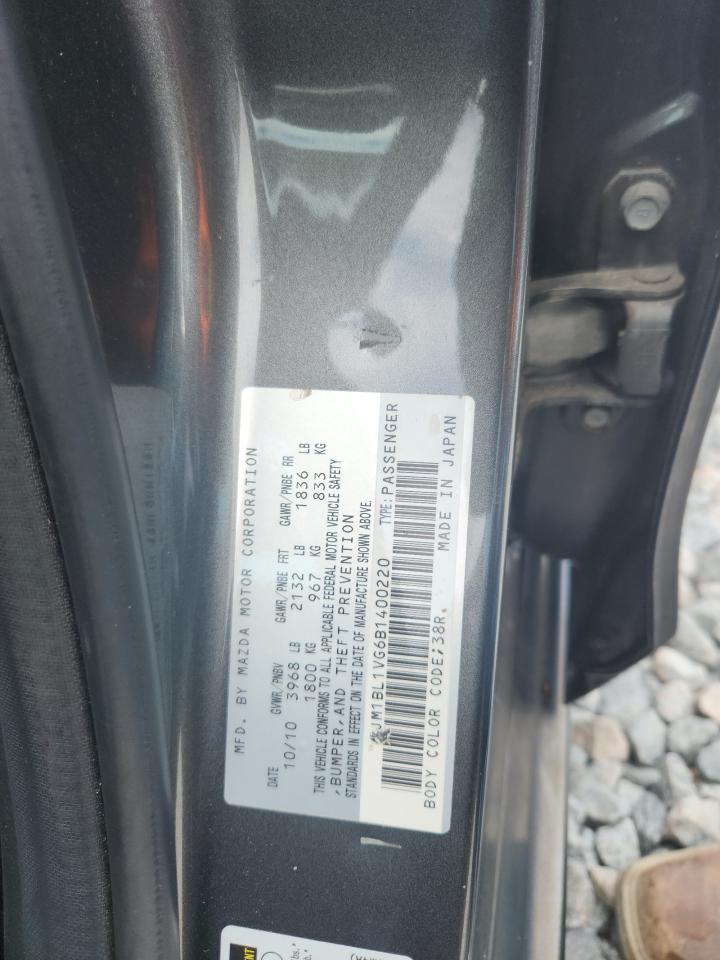 MFD. BY MAZDA MOTOR CORPORATION
DATE GVWR/PNBV GAWR/PNBE FRT GAWR/PNBE RR
10/10 3968 LB 2132 LB 1836 LB
1800 KG 967 KG 833 KG
THIS VEHICLE CONFORMS TO ALL APPLICABLE FEDERAL MOTOR VEHICLE SAFETY
,BUMPER,AND THEFT PREVENTION
STANDARDS IN EFFECT ON THE DATE OF MANUFACTURE SHOWN ABOVE.
JM1BL1VG6B1400220 TYPE:PASSENGER
BODY COLOR CODE;38R. MADE IN JAPAN